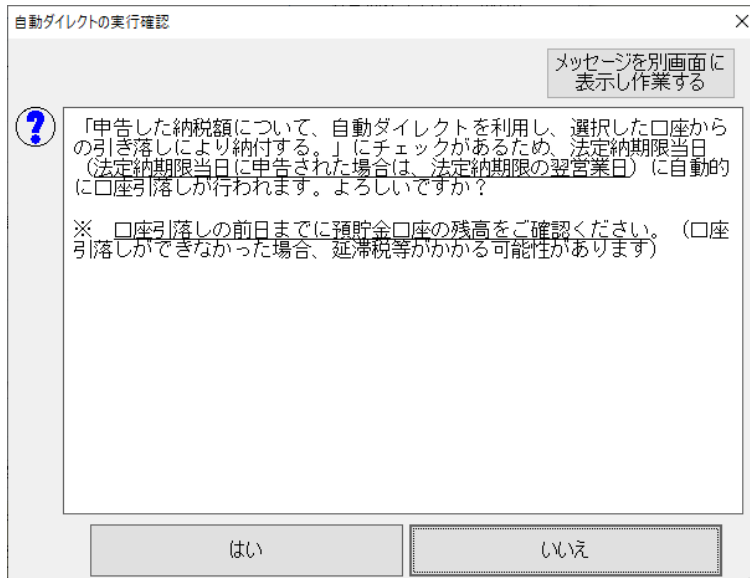 自動ダイレクトの実行確認
メッセージを別画面に
表示し作業する
「申告した納税額について、自動ダイレクトを利用し、選択した口座から
の引き落しにより納付する。」にチェックがあるため、法定納期限当日
（法定納期限当日に申告された場合は、法定納期限の翌営業日）に自動的
に口座引落しが行われます。よろしいですか？
※　口座引落しの前日までに預貯金口座の残高をご確認ください。（口座
引落しができなかった場合、延滞税等がかかる可能性があります）
はい
いいえ